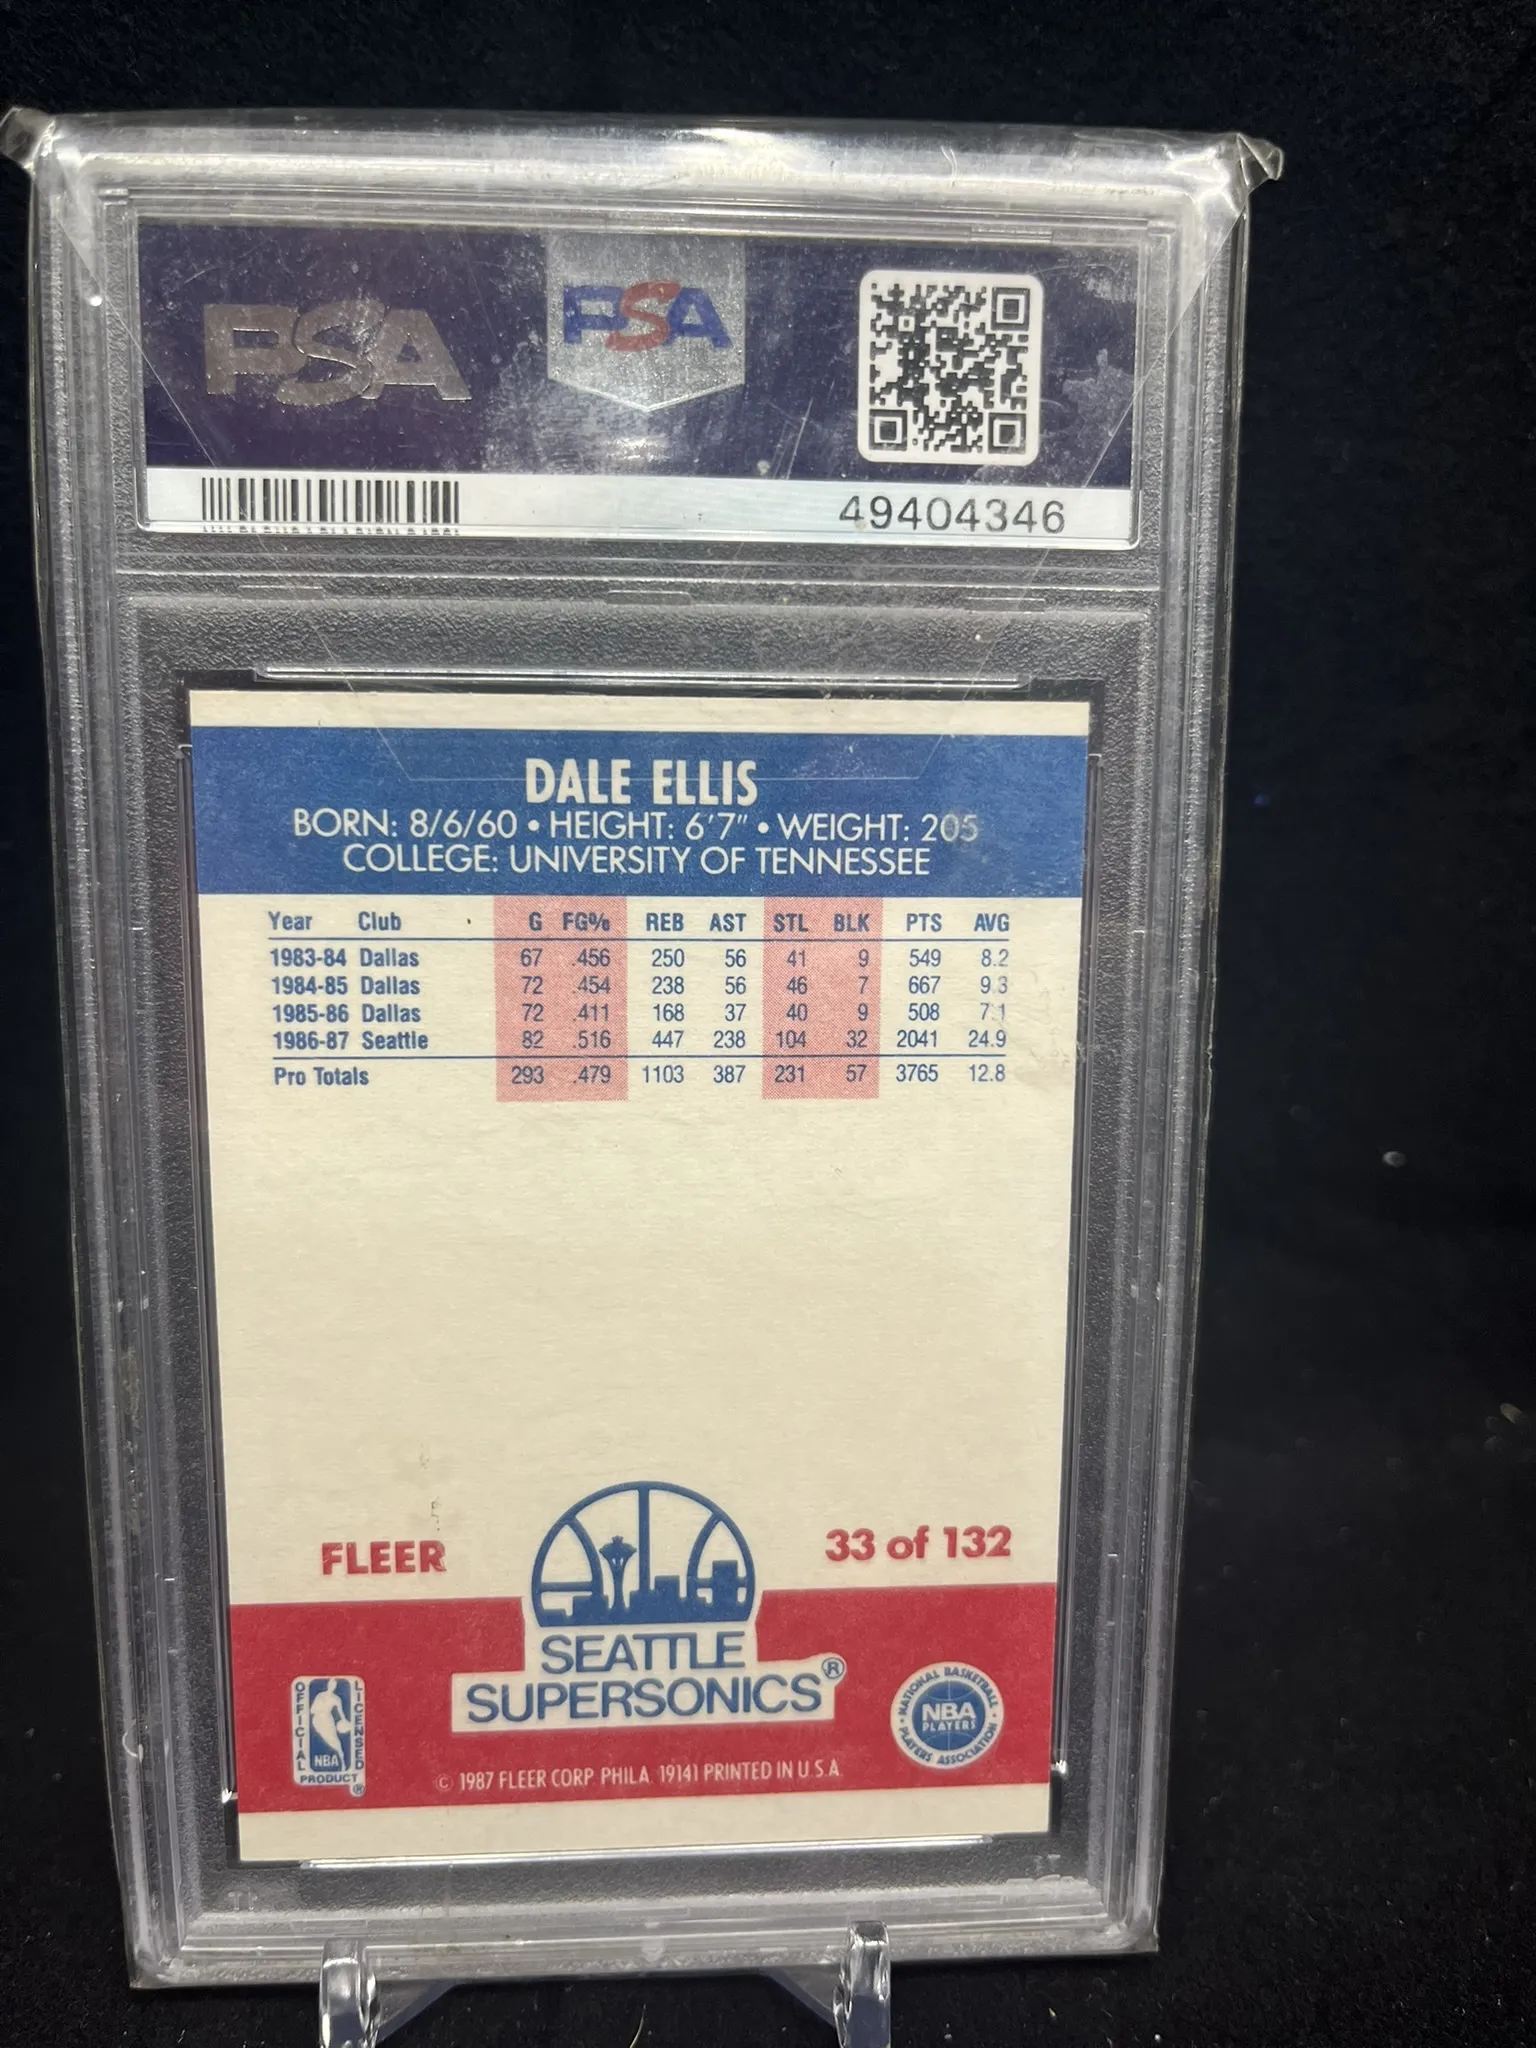 PSA
PSA
49404346
DALE ELLIS
BORN: 8/6/60 • HEIGHT: 6'7" • WEIGHT: 205
COLLEGE: UNIVERSITY OF TENNESSEE
Year Club G FG% REB AST STL BLK PTS AVG
1983-84 Dallas 67 .456 250 56 41 9 549 8.2
1984-85 Dallas 72 .454 238 56 46 7 667 9.3
1985-86 Dallas 72 .411 168 37 40 9 508 7.1
1986-87 Seattle 82 .516 447 238 104 32 2041 24.9
Pro Totals 293 .479 1103 387 231 57 3765 12.8
FLEER
33 of 132
SEATTLE
SUPERSONICS®
OFFICIAL
LICENSED
NBA
PRODUCT®
NATIONAL BASKETBALL
NBA
PLAYERS
• PLAYERS ASSOCIATION •
© 1987 FLEER CORP. PHILA. 19141 PRINTED IN U.S.A.